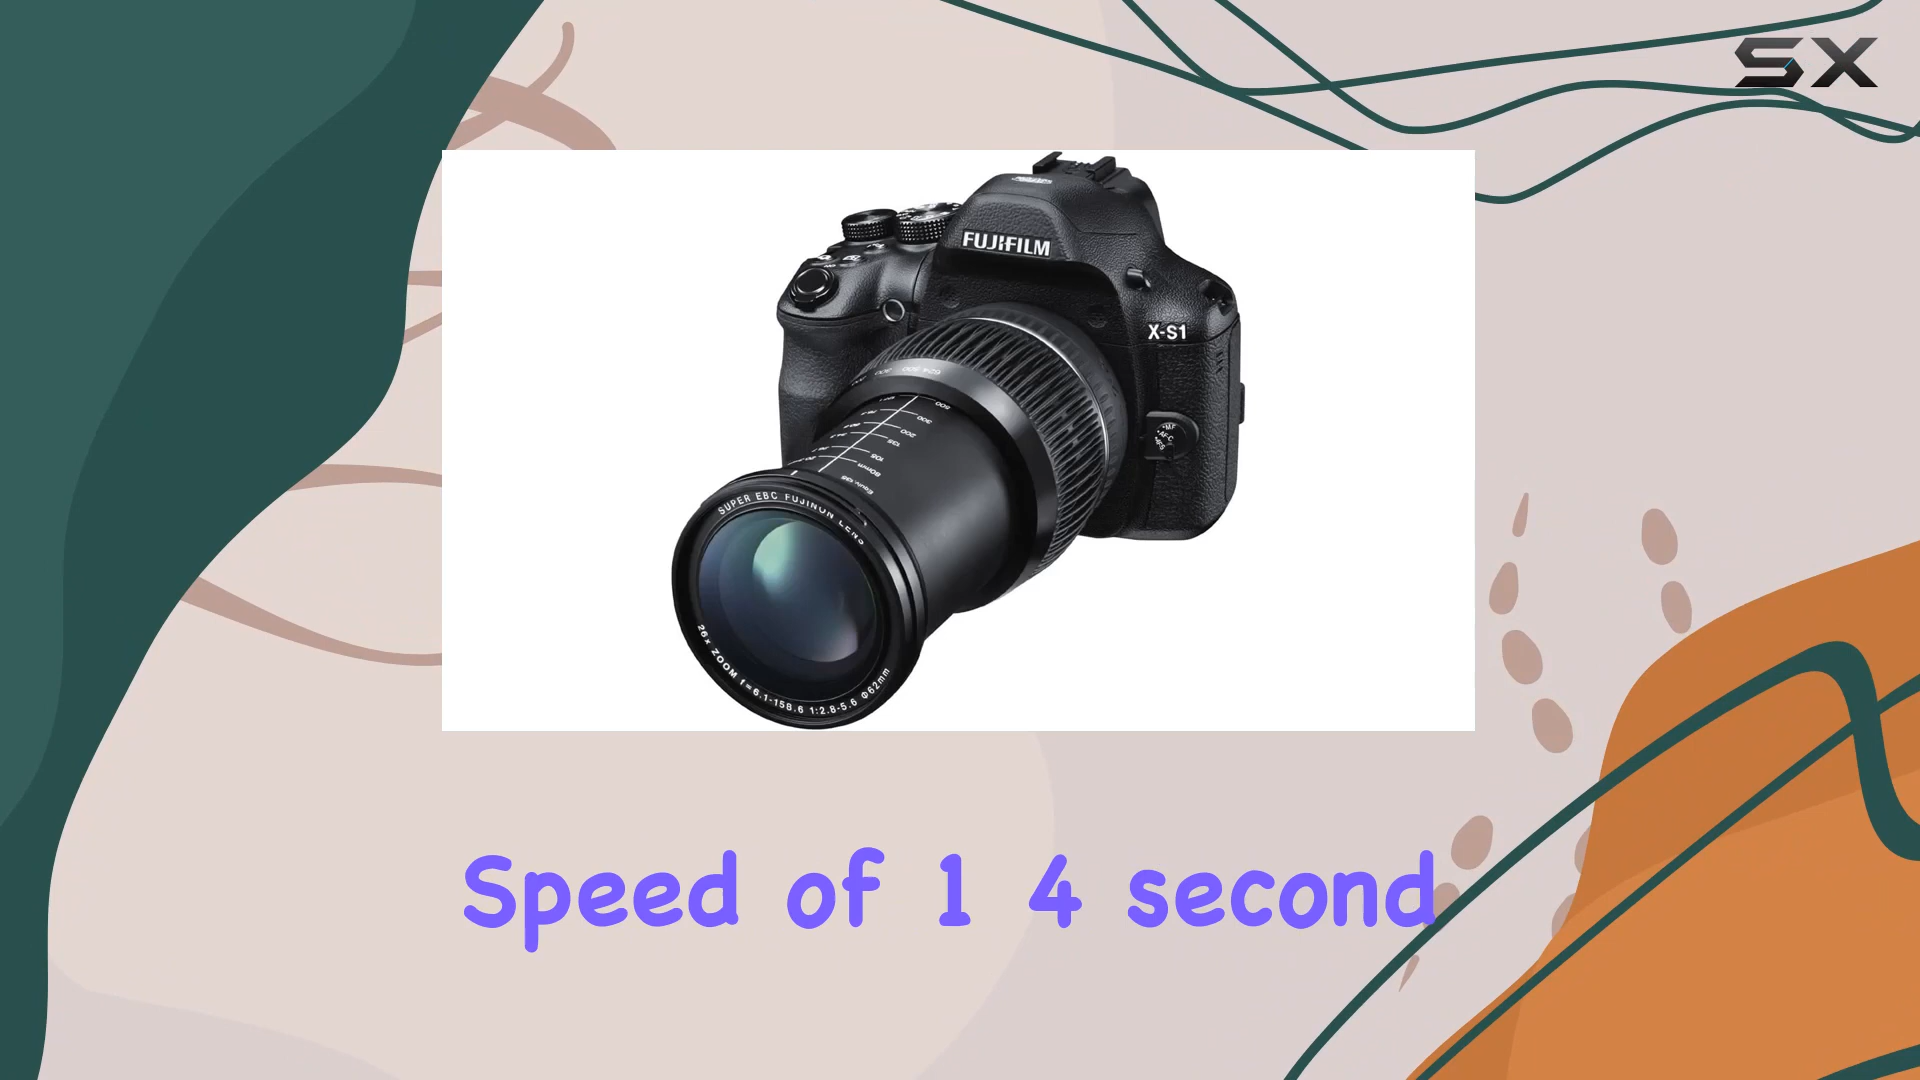 SX
FUJIFILM
X-S1
SUPER EBC FUJINON LENS
26x ZOOM f=6.1-158.6 1:2.8-5.6 Φ62mm
Speed of 1 4 second